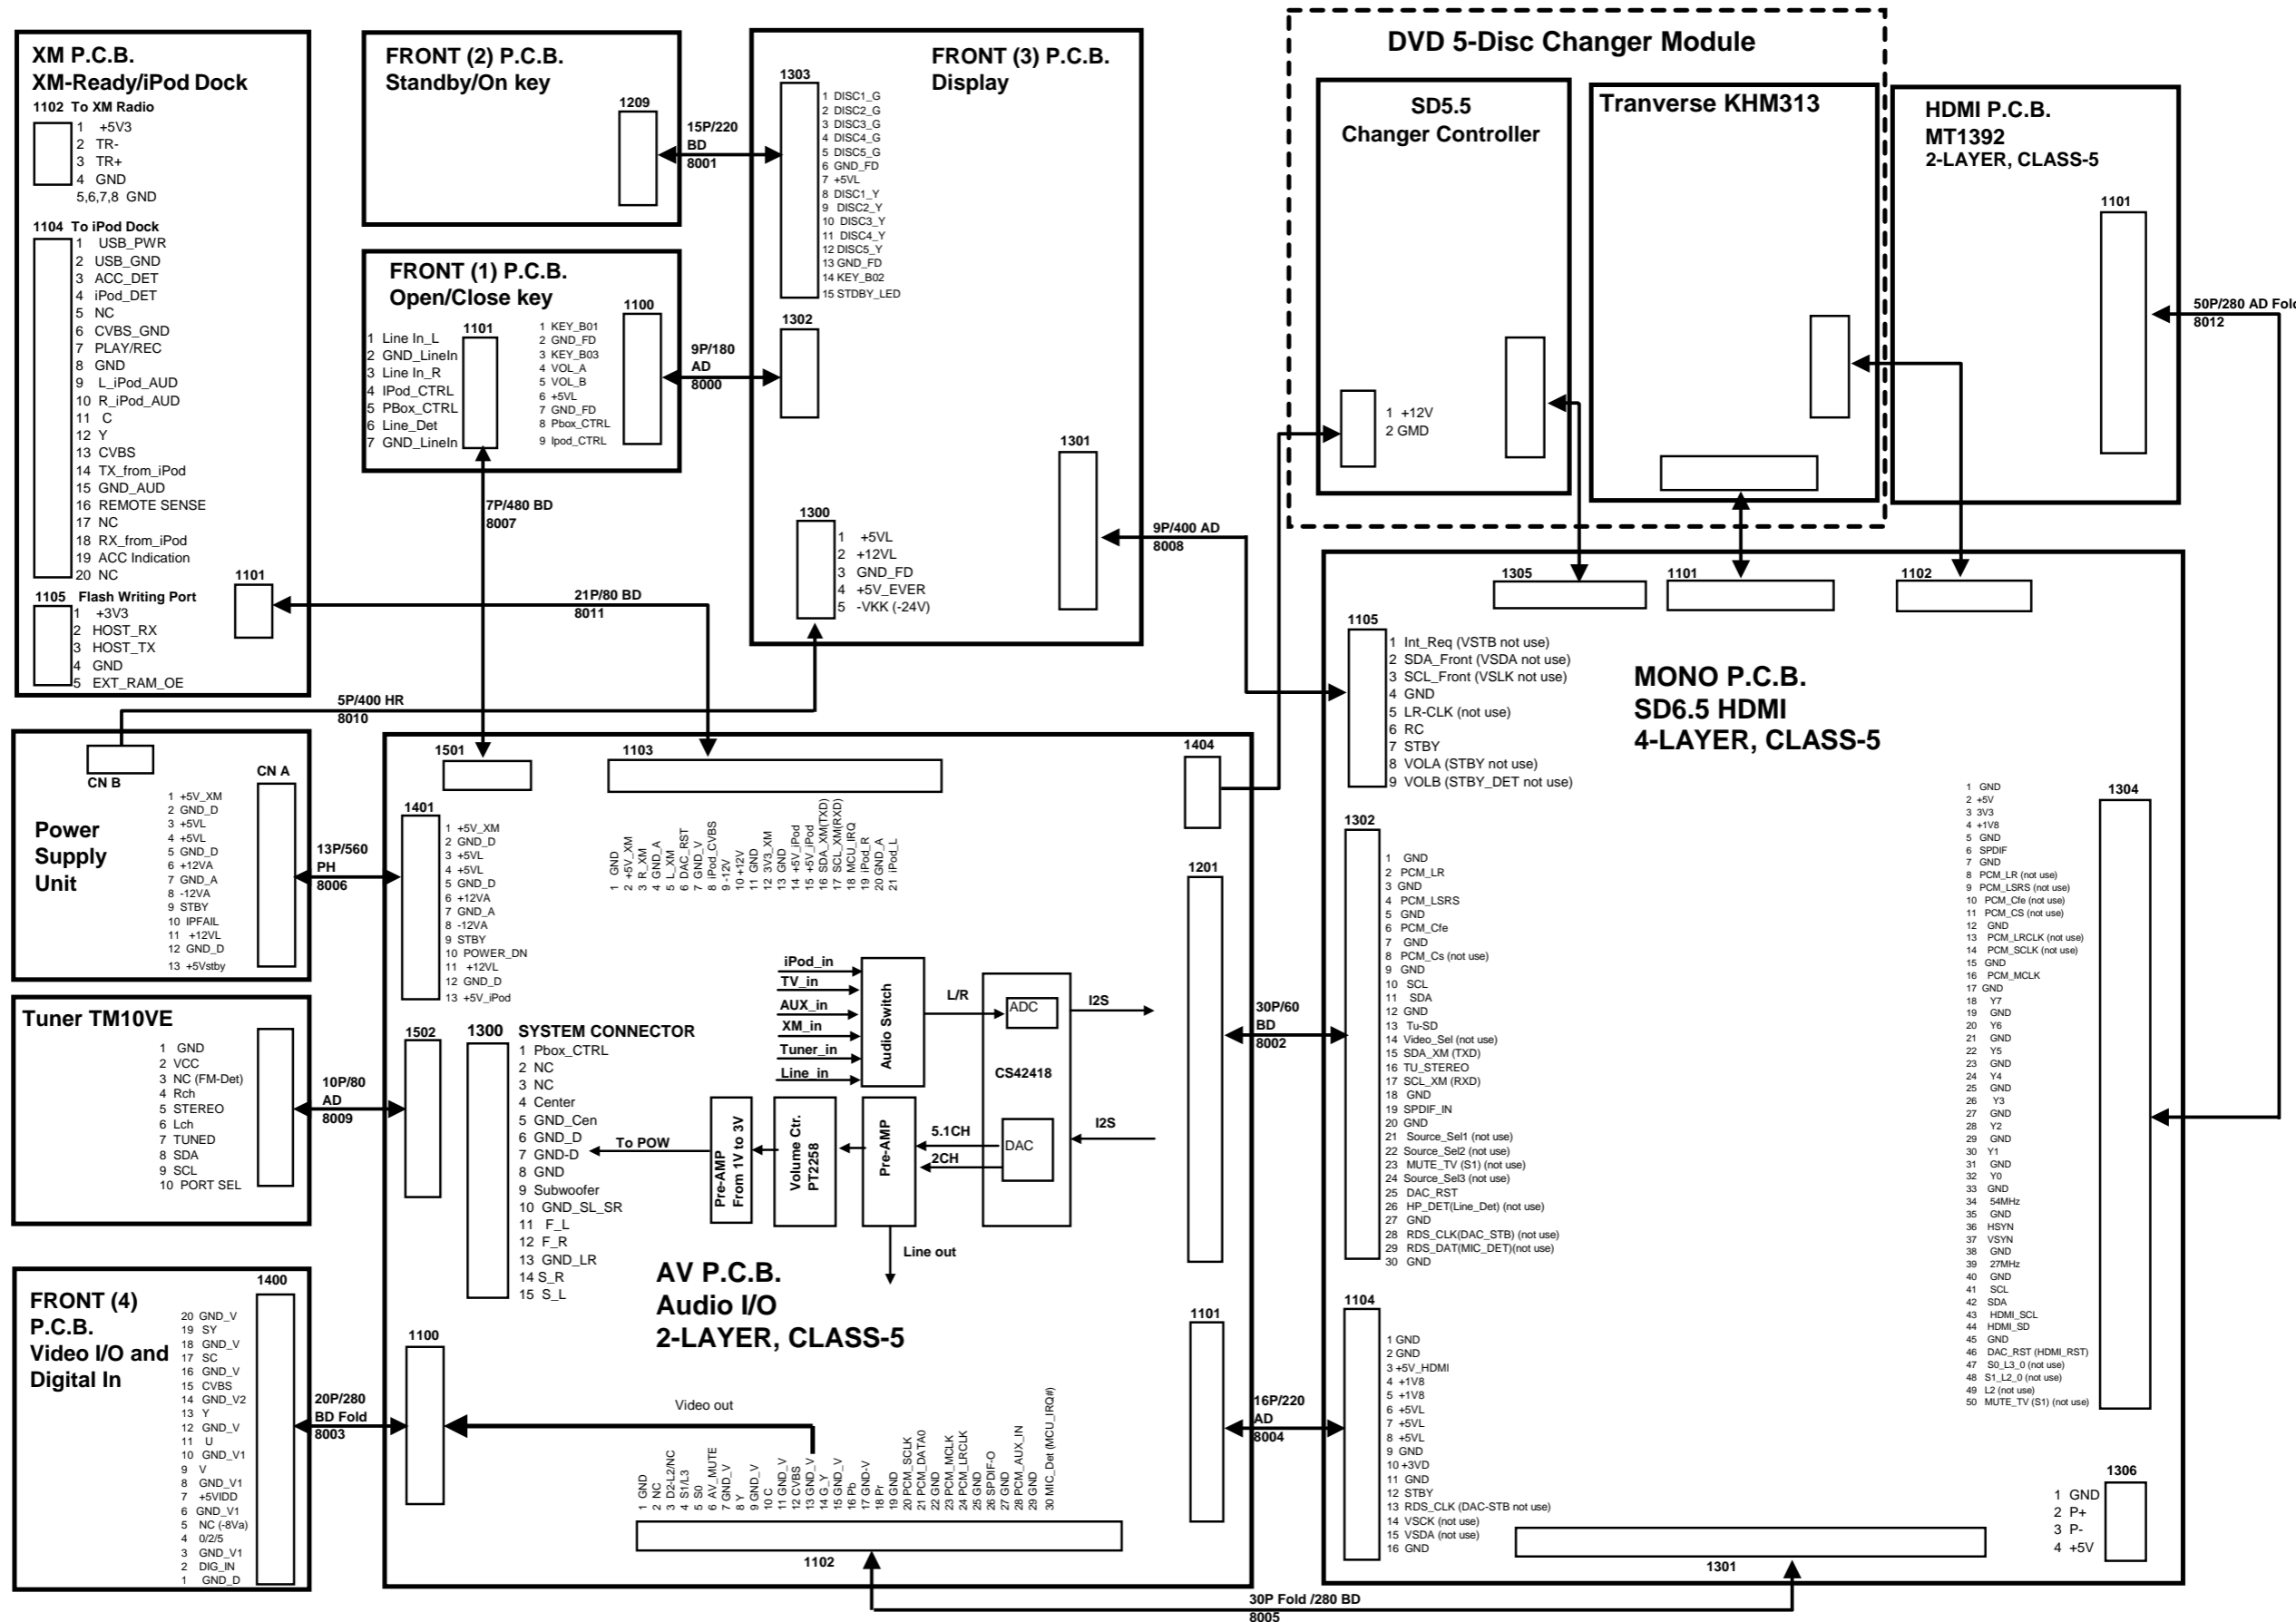 XM P.C.B.
XM-Ready/iPod Dock
1102 To XM Radio
1 +5V3
2 TR-
3 TR+
4 GND
5,6,7,8 GND
1104 To iPod Dock
1 USB_PWR
2 USB_GND
3 ACC_DET
4 iPod_DET
5 NC
6 CVBS_GND
7 PLAY/REC
8 GND
9 L_iPod_AUD
10 R_iPod_AUD
11 C
12 Y
13 CVBS
14 TX_from_iPod
15 GND_AUD
16 REMOTE SENSE
17 NC
18 RX_from_iPod
19 ACC Indication
20 NC
1105 Flash Writing Port
1 +3V3
2 HOST_RX
3 HOST_TX
4 GND
5 EXT_RAM_OE
1101
21P/80 BD
8011
FRONT (2) P.C.B.
Standby/On key
1209
15P/220
BD
8001
FRONT (1) P.C.B.
Open/Close key
1101
1 Line In_L
2 GND_LineIn
3 Line In_R
4 IPod_CTRL
5 PBox_CTRL
6 Line_Det
7 GND_LineIn
1100
1 KEY_B01
2 GND_FD
3 KEY_B03
4 VOL_A
5 VOL_B
6 +5VL
7 GND_FD
8 Pbox_CTRL
9 Ipod_CTRL
9P/180
AD
8000
7P/480 BD
8007
FRONT (3) P.C.B.
Display
1303
1 DISC1_G
2 DISC2_G
3 DISC3_G
4 DISC4_G
5 DISC5_G
6 GND_FD
7 +5VL
8 DISC1_Y
9 DISC2_Y
10 DISC3_Y
11 DISC4_Y
12 DISC5_Y
13 GND_FD
14 KEY_B02
15 STDBY_LED
1302
1301
1300
1 +5VL
2 +12VL
3 GND_FD
4 +5V_EVER
5 -VKK (-24V)
9P/400 AD
8008
5P/400 HR
8010
DVD 5-Disc Changer Module
SD5.5
Changer Controller
1 +12V
2 GMD
Tranverse KHM313
HDMI P.C.B.
MT1392
2-LAYER, CLASS-5
1101
50P/280 AD Fold
8012
CN B
CN A
Power
Supply
Unit
1 +5V_XM
2 GND_D
3 +5VL
4 +5VL
5 GND_D
6 +12VA
7 GND_A
8 -12VA
9 STBY
10 IPFAIL
11 +12VL
12 GND_D
13 +5Vstby
13P/560
PH
8006
Tuner TM10VE
1 GND
2 VCC
3 NC (FM-Det)
4 Rch
5 STEREO
6 Lch
7 TUNED
8 SDA
9 SCL
10 PORT SEL
10P/80
AD
8009
FRONT (4)
P.C.B.
Video I/O and
Digital In
1400
20 GND_V
19 SY
18 GND_V
17 SC
16 GND_V
15 CVBS
14 GND_V2
13 Y
12 GND_V
11 U
10 GND_V1
9 V
8 GND_V1
7 +5VIDD
6 GND_V1
5 NC (-8Va)
4 0/2/5
3 GND_V1
2 DIG_IN
1 GND_D
20P/280
BD Fold
8003
1501
1103
1404
1 GND
2 +5V_XM
3 R_XM
4 GND_A
5 L_XM
6 DAC_RST
7 GND_V
8 iPod_CVBS
9 -12V
10 +12V
11 GND
12 3V3_XM
13 GND
14 +5V_iPod
15 +5V_iPod
16 SDA_XM(TXD)
17 SCL_XM(RXD)
18 MCU_IRQ
19 iPod_R
20 GND_A
21 iPod_L
1401
1 +5V_XM
2 GND_D
3 +5VL
4 +5VL
5 GND_D
6 +12VA
7 GND_A
8 -12VA
9 STBY
10 POWER_DN
11 +12VL
12 GND_D
13 +5V_iPod
1502
1300 SYSTEM CONNECTOR
1 Pbox_CTRL
2 NC
3 NC
4 Center
5 GND_Cen
6 GND_D
7 GND-D
8 GND
9 Subwoofer
10 GND_SL_SR
11 F_L
12 F_R
13 GND_LR
14 S_R
15 S_L
iPod_in
TV_in
AUX_in
XM_in
Tuner_in
Line_in
Audio Switch
L/R
ADC
I2S
CS42418
DAC
I2S
5.1CH
2CH
Pre-AMP
Volume Ctr.
PT2258
Pre-AMP
From 1V to 3V
To POW
Line out
AV P.C.B.
Audio I/O
2-LAYER, CLASS-5
1100
Video out
1 GND
2 NC
3 D2-L2/NC
4 S1/L3
5 S0
6 AV_MUTE
7 GND_V
8 Y
9 GND_V
10 C
11 GND_V
12 CVBS
13 GND_V
14 G_Y
15 GND_V
16 Pb
17 GND-V
18 Pr
19 GND
20 PCM_SCLK
21 PCM_DATA0
22 GND
23 PCM_MCLK
24 PCM_LRCLK
25 GND
26 SPDIF-O
27 GND
28 PCM_AUX_IN
29 GND
30 MIC_Det (MCU_IRQ#)
1102
1201
30P/60
BD
8002
1101
16P/220
AD
8004
30P Fold /280 BD
8005
1305
1101
1102
MONO P.C.B.
SD6.5 HDMI
4-LAYER, CLASS-5
1105
1 Int_Req (VSTB not use)
2 SDA_Front (VSDA not use)
3 SCL_Front (VSLK not use)
4 GND
5 LR-CLK (not use)
6 RC
7 STBY
8 VOLA (STBY not use)
9 VOLB (STBY_DET not use)
1302
1 GND
2 PCM_LR
3 GND
4 PCM_LSRS
5 GND
6 PCM_Cfe
7 GND
8 PCM_Cs (not use)
9 GND
10 SCL
11 SDA
12 GND
13 Tu-SD
14 Video_Sel (not use)
15 SDA_XM (TXD)
16 TU_STEREO
17 SCL_XM (RXD)
18 GND
19 SPDIF_IN
20 GND
21 Source_Sel1 (not use)
22 Source_Sel2 (not use)
23 MUTE_TV (S1) (not use)
24 Source_Sel3 (not use)
25 DAC_RST
26 HP_DET(Line_Det) (not use)
27 GND
28 RDS_CLK(DAC_STB) (not use)
29 RDS_DAT(MIC_DET)(not use)
30 GND
1104
1 GND
2 GND
3 +5V_HDMI
4 +1V8
5 +1V8
6 +5VL
7 +5VL
8 +5VL
9 GND
10 +3VD
11 GND
12 STBY
13 RDS_CLK (DAC-STB not use)
14 VSCK (not use)
15 VSDA (not use)
16 GND
1301
1304
1 GND
2 +5V
3 3V3
4 +1V8
5 GND
6 SPDIF
7 GND
8 PCM_LR (not use)
9 PCM_LSRS (not use)
10 PCM_Cfe (not use)
11 PCM_CS (not use)
12 GND
13 PCM_LRCLK (not use)
14 PCM_SCLK (not use)
15 GND
16 PCM_MCLK
17 GND
18 Y7
19 GND
20 Y6
21 GND
22 Y5
23 GND
24 Y4
25 GND
26 Y3
27 GND
28 Y2
29 GND
30 Y1
31 GND
32 Y0
33 GND
34 54MHz
35 GND
36 HSYN
37 VSYN
38 GND
39 27MHz
40 GND
41 SCL
42 SDA
43 HDMI_SCL
44 HDMI_SD
45 GND
46 DAC_RST (HDMI_RST)
47 S0_L3_0 (not use)
48 S1_L2_0 (not use)
49 L2 (not use)
50 MUTE_TV (S1) (not use)
1306
1 GND
2 P+
3 P-
4 +5V